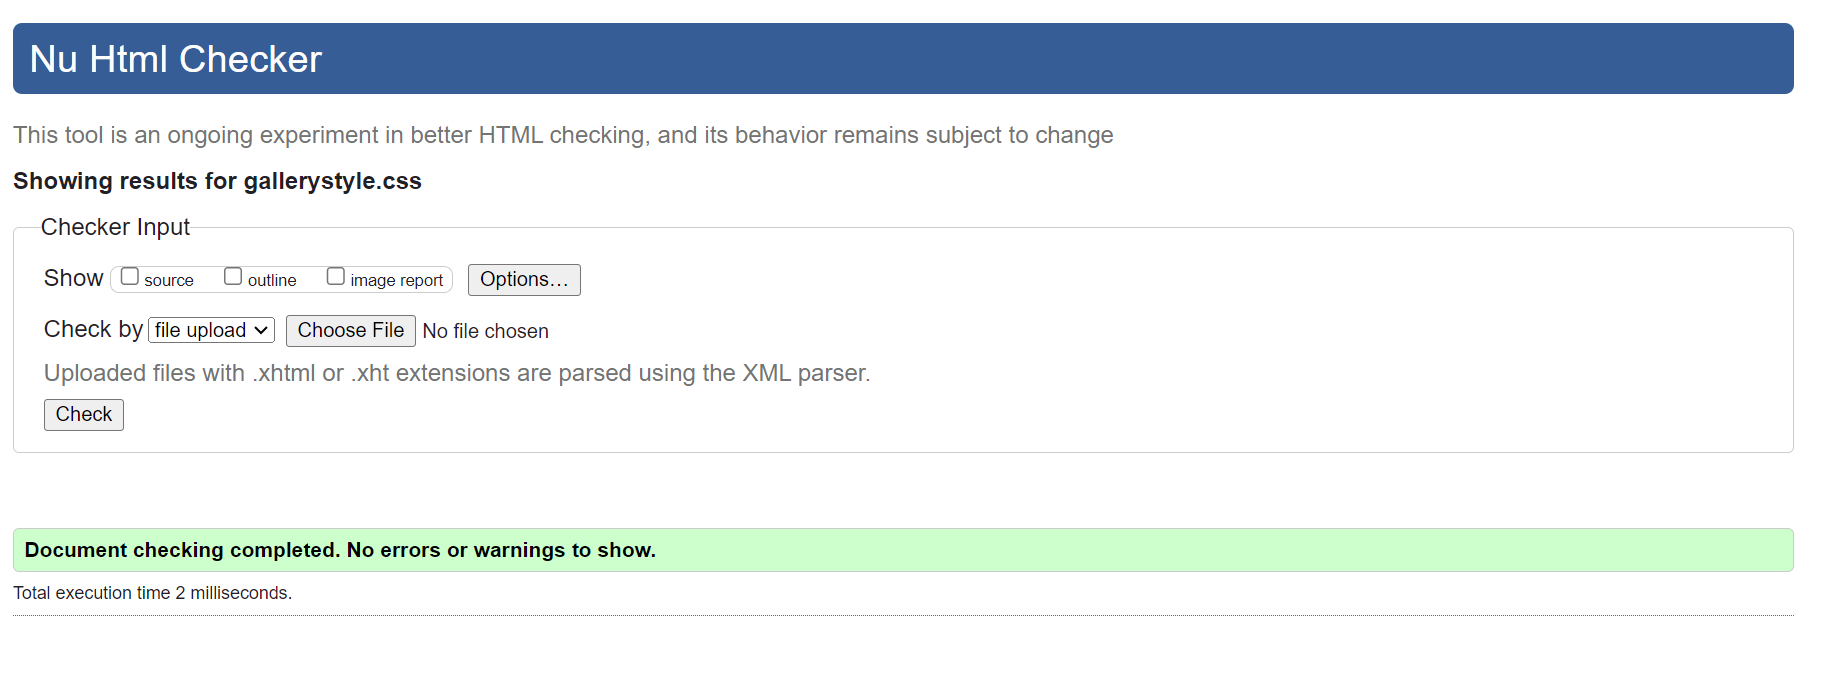 Nu Html Checker
This tool is an ongoing experiment in better HTML checking, and its behavior remains subject to change
Showing results for gallerystyle.css
Checker Input
Show source outline image report Options…
Check by file upload Choose File No file chosen
Uploaded files with .xhtml or .xht extensions are parsed using the XML parser.
Check
Document checking completed. No errors or warnings to show.
Total execution time 2 milliseconds.